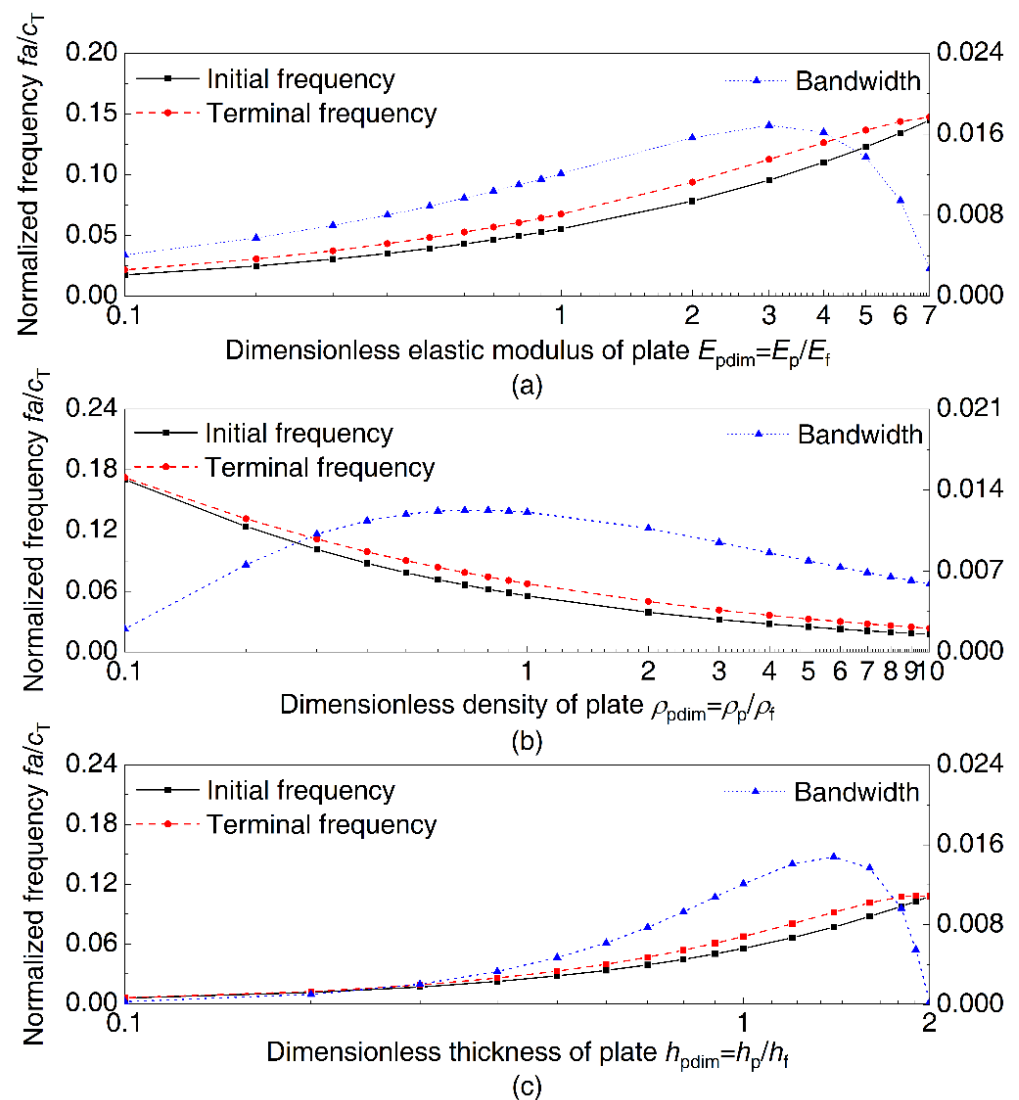 Normalized frequency fa/cT
0.20
0.15
0.10
0.05
0.00
Initial frequency
Terminal frequency
Bandwidth
0.024
0.016
0.008
0.000
0.1 1 2 3 4 5 6 7
Dimensionless elastic modulus of plate Epdim=Ep/Ef
(a)
Normalized frequency fa/cT
0.24
0.18
0.12
0.06
0.00
Initial frequency
Terminal frequency
Bandwidth
0.021
0.014
0.007
0.000
0.1 1 2 3 4 5 6 7 8 9 10
Dimensionless density of plate ρpdim=ρp/ρf
(b)
Normalized frequency fa/cT
0.24
0.18
0.12
0.06
0.00
Initial frequency
Terminal frequency
Bandwidth
0.024
0.016
0.008
0.000
0.1 1 2
Dimensionless thickness of plate hpdim=hp/hf
(c)